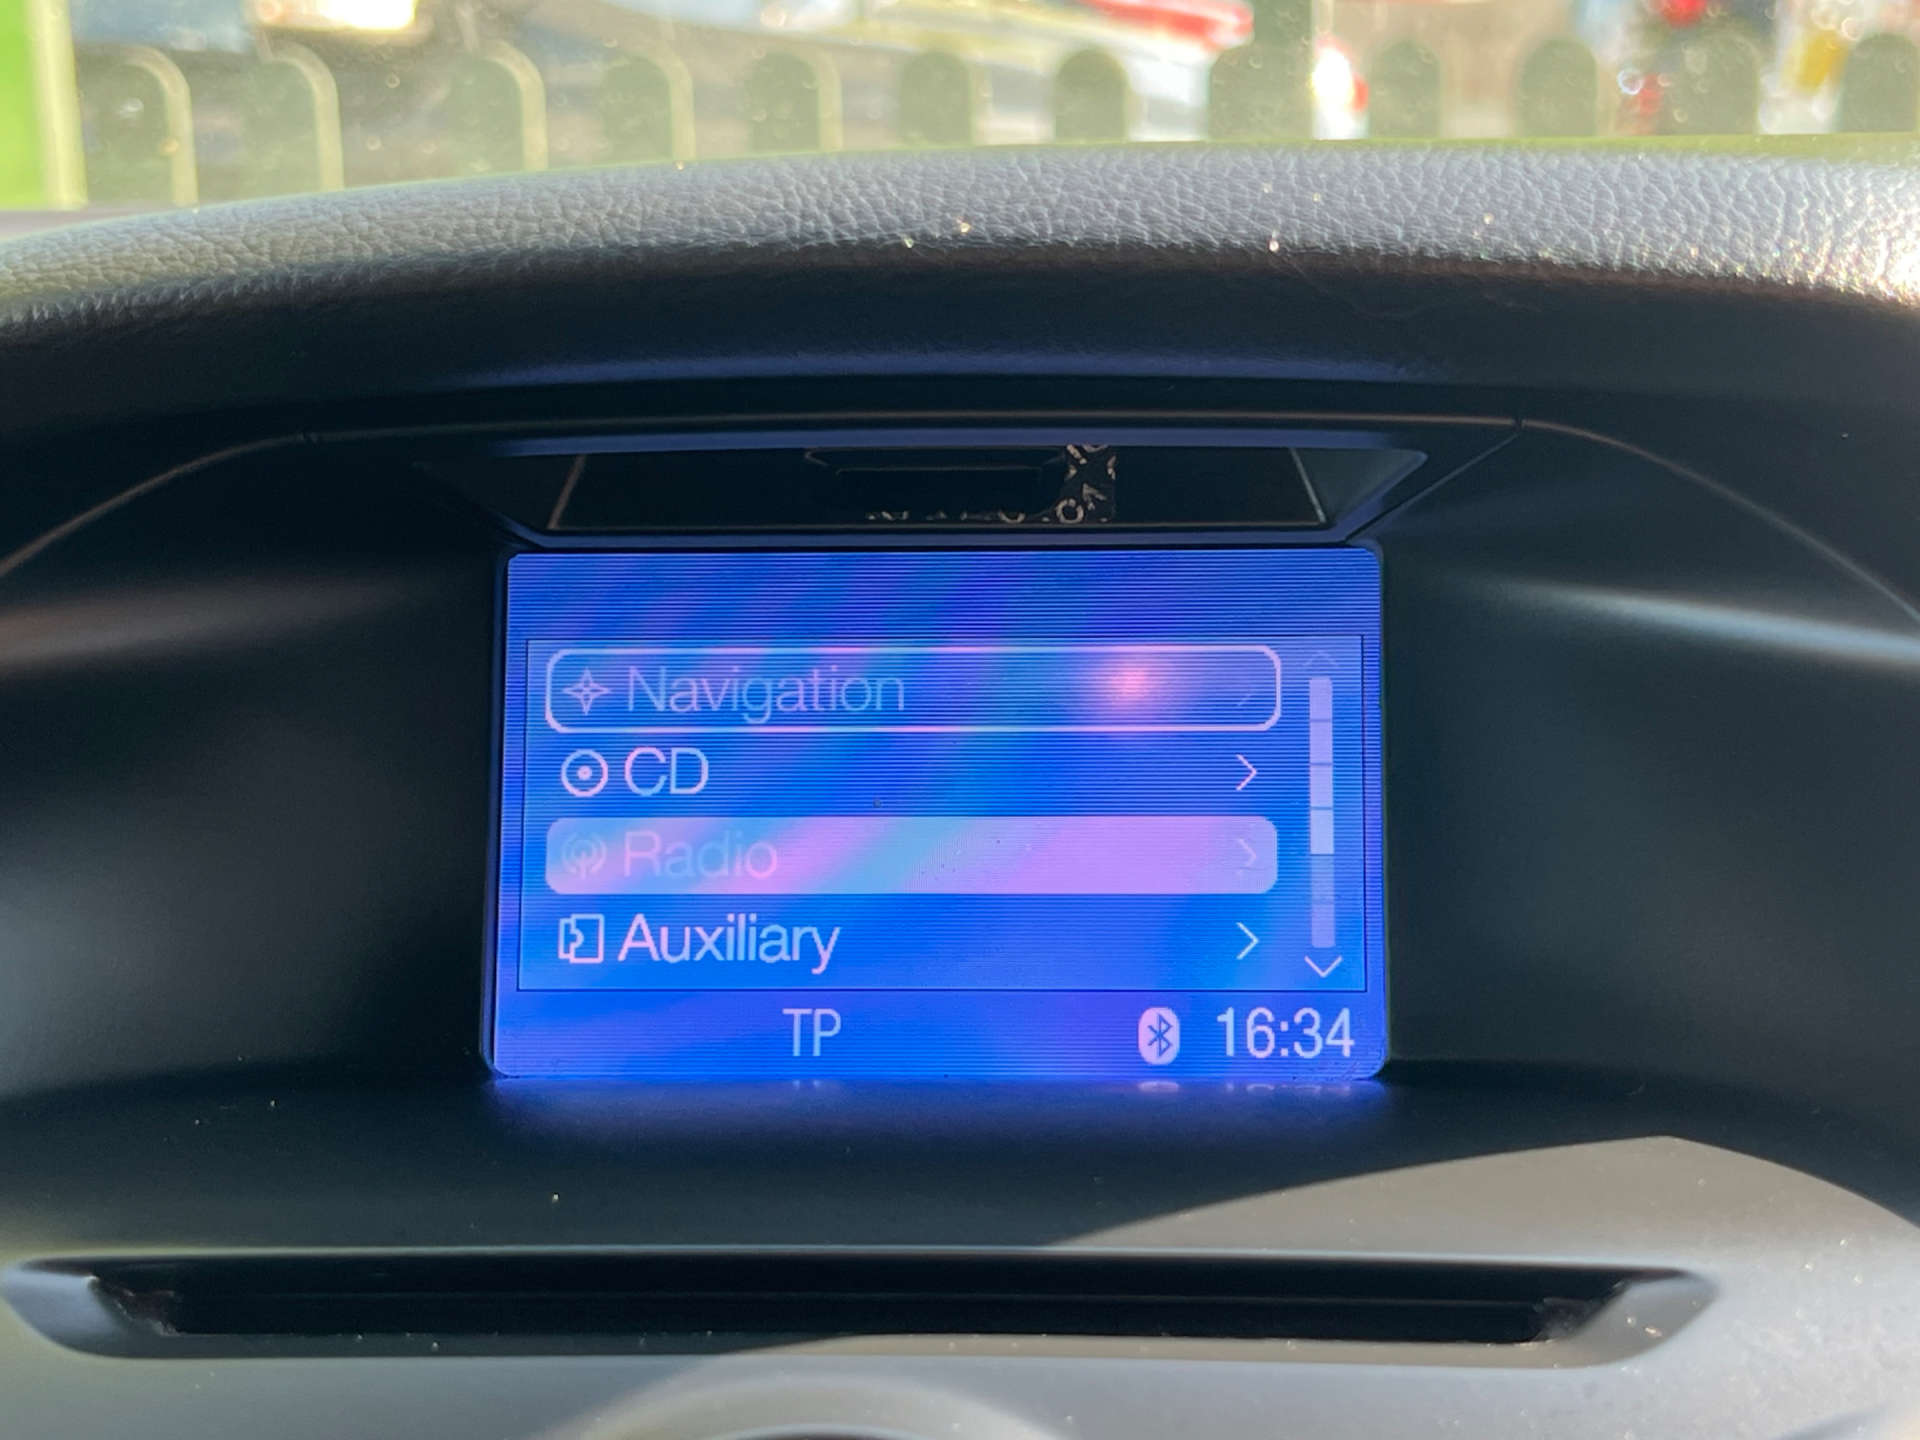 Navigation
CD
Radio
Auxiliary
TP 16:34